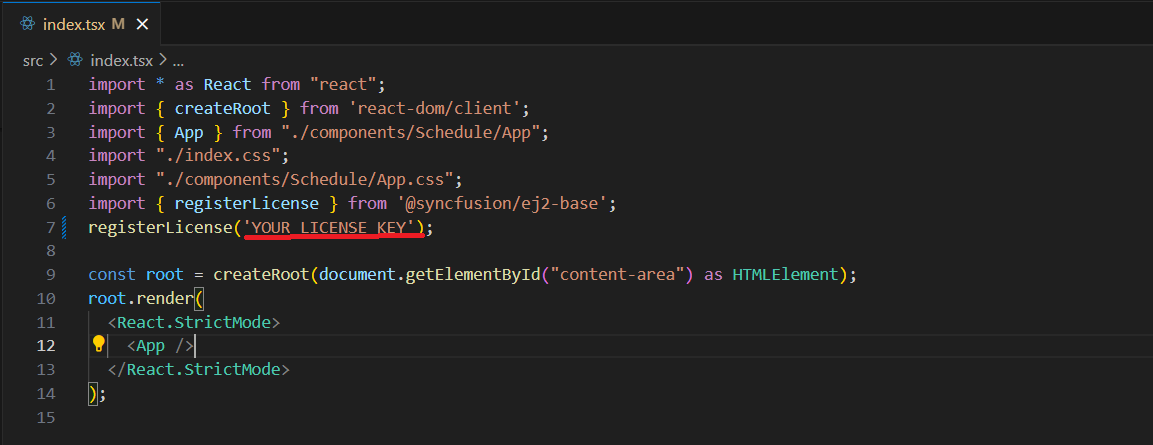 index.tsx M
src > index.tsx > ...
1 import * as React from "react";
2 import { createRoot } from 'react-dom/client';
3 import { App } from "./components/Schedule/App";
4 import "./index.css";
5 import "./components/Schedule/App.css";
6 import { registerLicense } from '@syncfusion/ej2-base';
7 registerLicense('YOUR LICENSE KEY');
8
9 const root = createRoot(document.getElementById("content-area") as HTMLElement);
10 root.render(
11   <React.StrictMode>
12     <App />
13   </React.StrictMode>
14 );
15